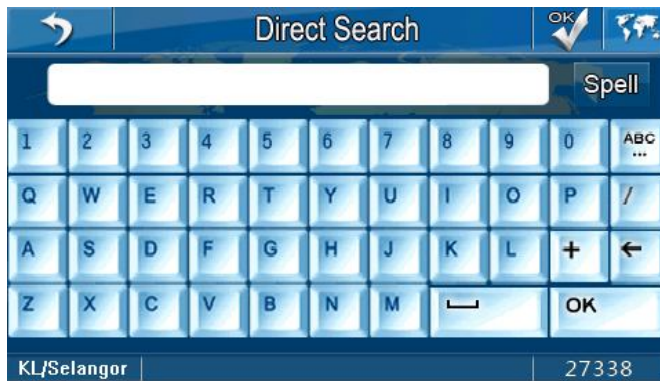 Direct Search OK
Spell
1 2 3 4 5 6 7 8 9 0 ABC ...
Q W E R T Y U I O P /
A S D F G H J K L + ←
Z X C V B N M OK
KL/Selangor 27338